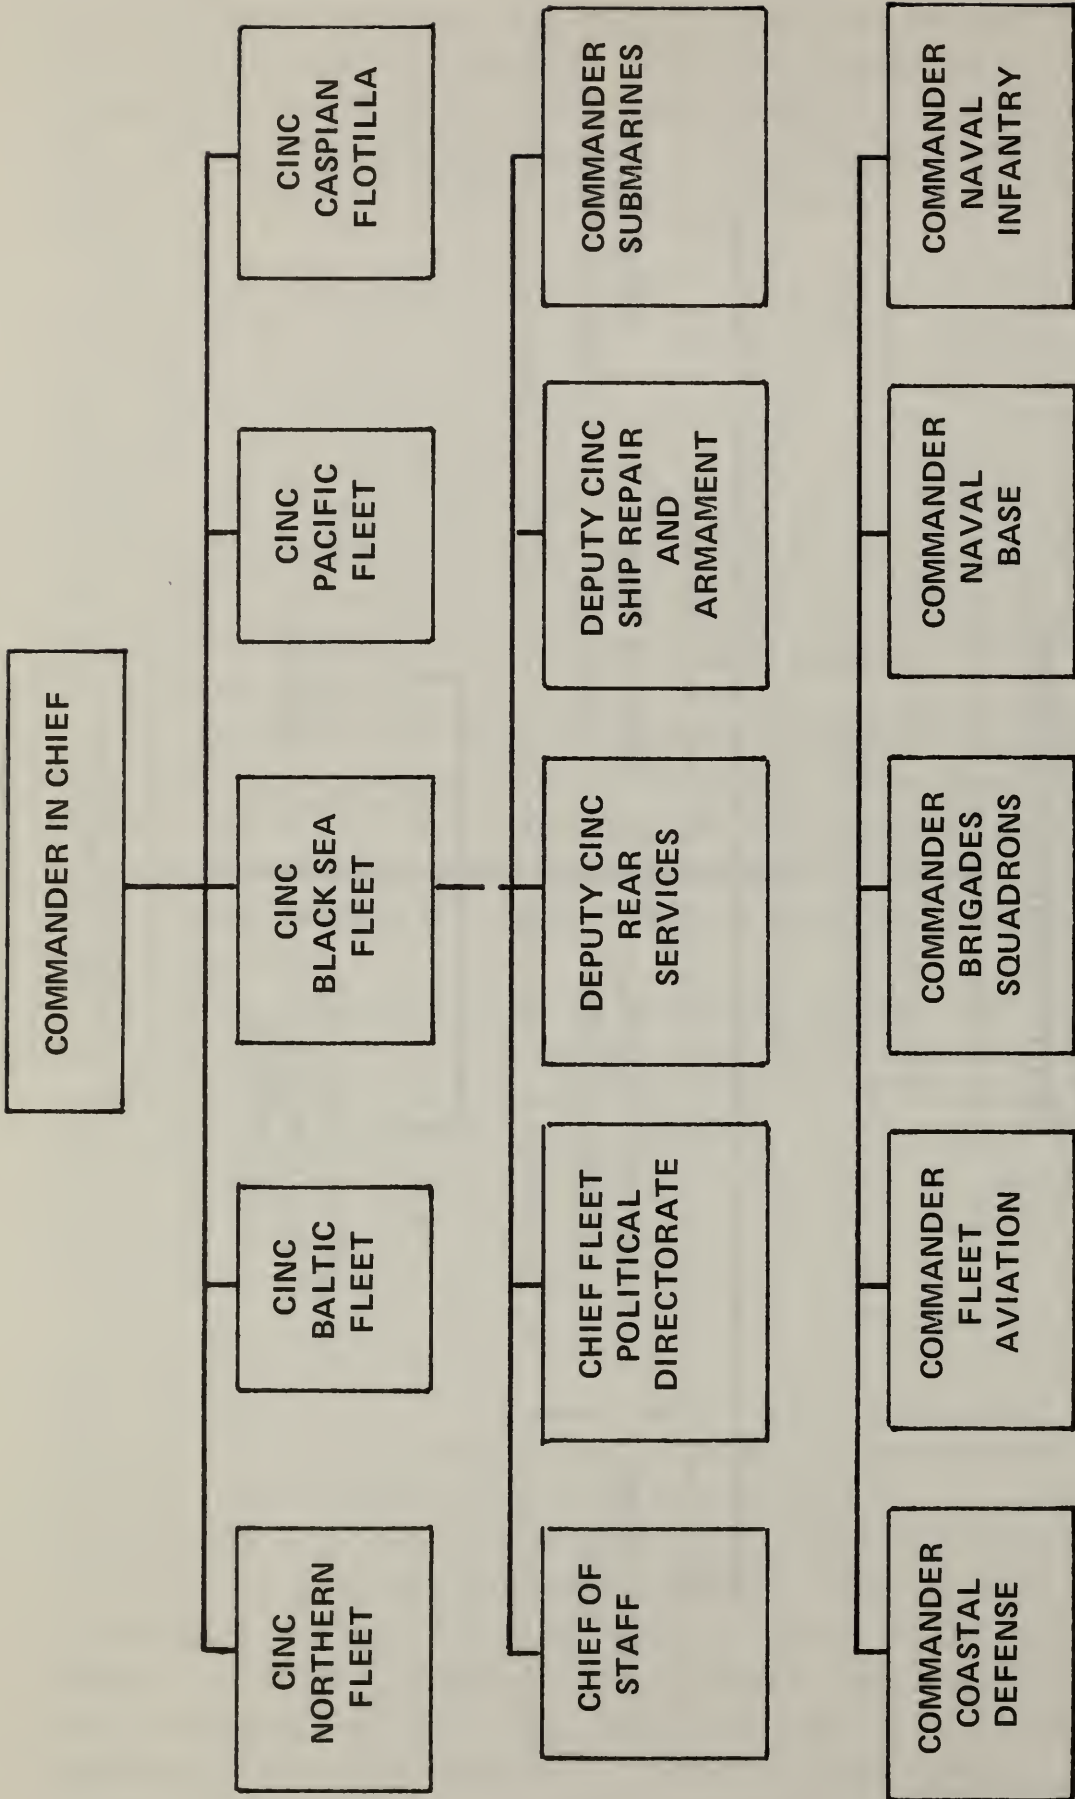 COMMANDER IN CHIEF
CINC
NORTHERN
FLEET
CINC
BALTIC
FLEET
CINC
BLACK SEA
FLEET
CINC
PACIFIC
FLEET
CINC
CASPIAN
FLOTILLA
CHIEF OF
STAFF
CHIEF FLEET
POLITICAL
DIRECTORATE
DEPUTY CINC
REAR
SERVICES
DEPUTY CINC
SHIP REPAIR
AND
ARMAMENT
COMMANDER
SUBMARINES
COMMANDER
COASTAL
DEFENSE
COMMANDER
FLEET
AVIATION
COMMANDER
BRIGADES
SQUADRONS
COMMANDER
NAVAL
BASE
COMMANDER
NAVAL
INFANTRY